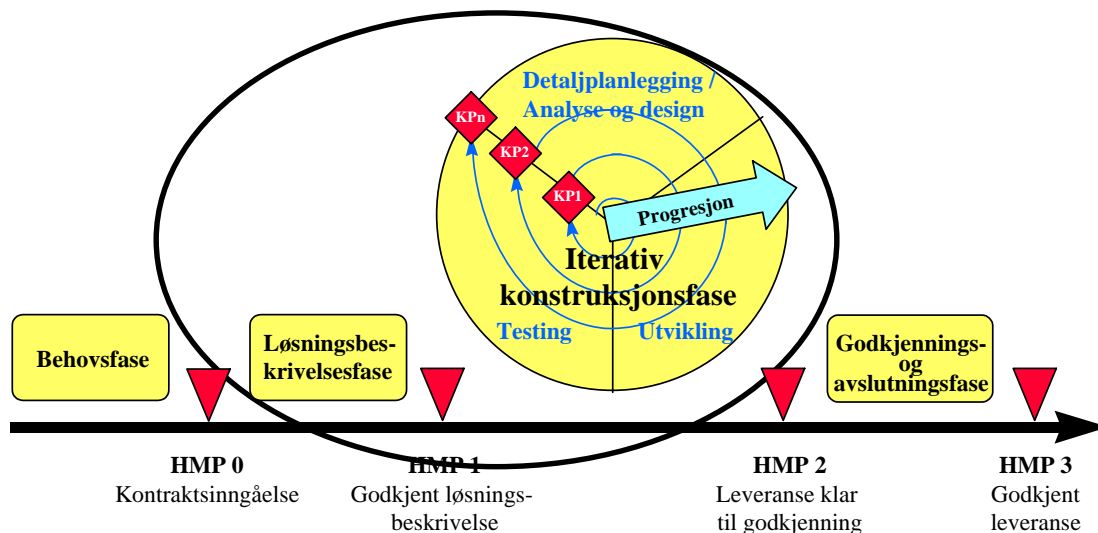 Detaljplanlegging /
Analyse og design
KPn
KP2
KP1
Progresjon
Iterativ
konstruksjonsfase
Testing
Utvikling
Behovsfase
Løsningsbes-
krivelsesfase
Godkjennings-
og
avslutningsfase
HMP 0
Kontraktsinngåelse
HMP 1
Godkjent løsnings-
beskrivelse
HMP 2
Leveranse klar
til godkjenning
HMP 3
Godkjent
leveranse